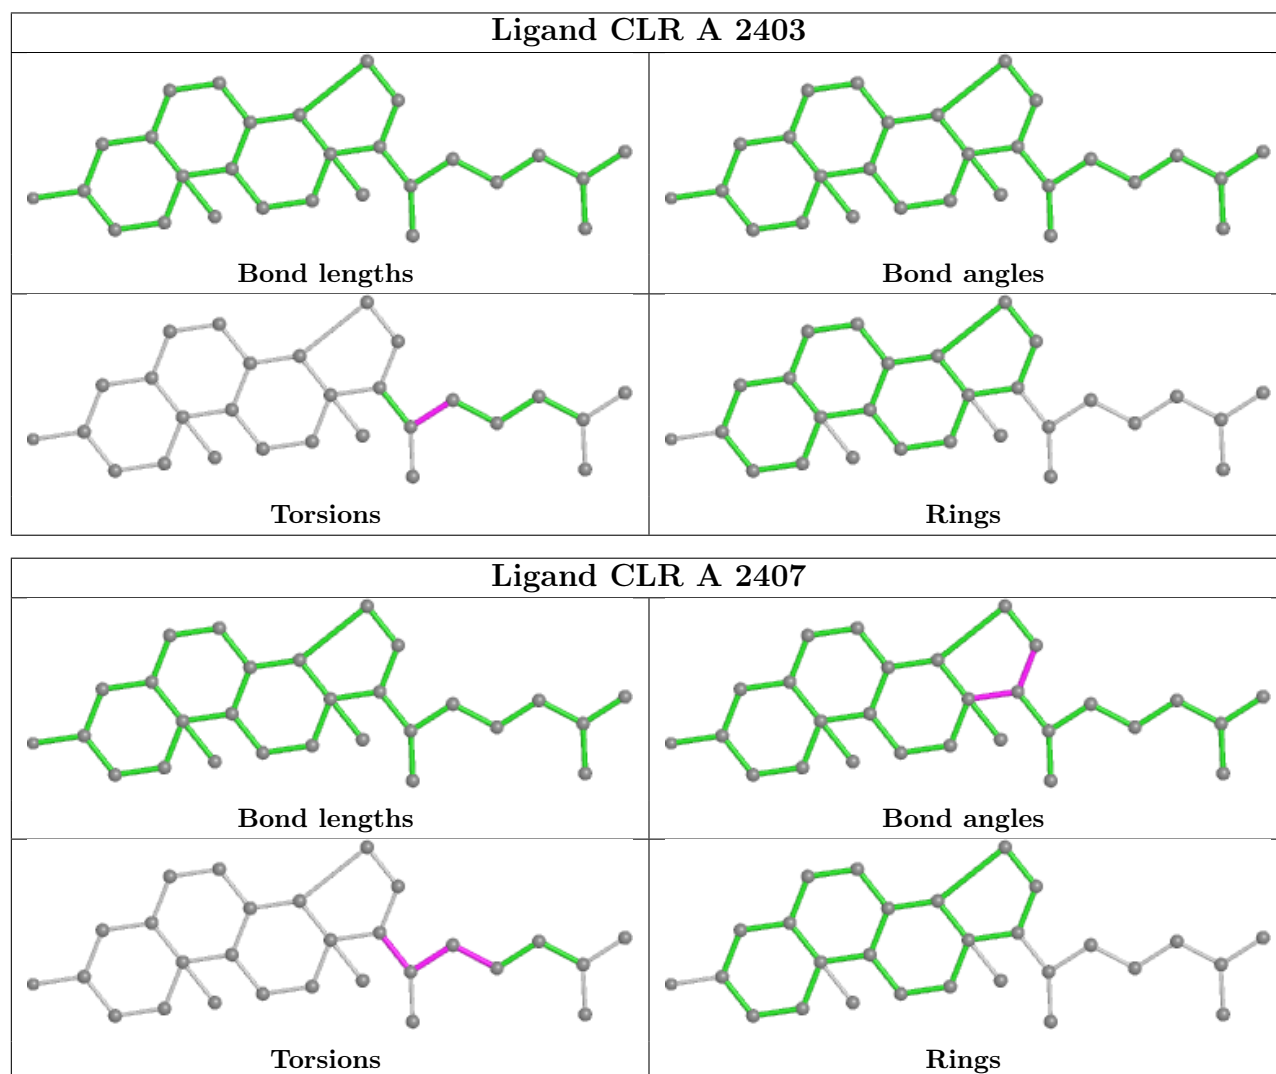 Ligand CLR A 2403
Bond lengths
Bond angles
Torsions
Rings
Ligand CLR A 2407
Bond lengths
Bond angles
Torsions
Rings